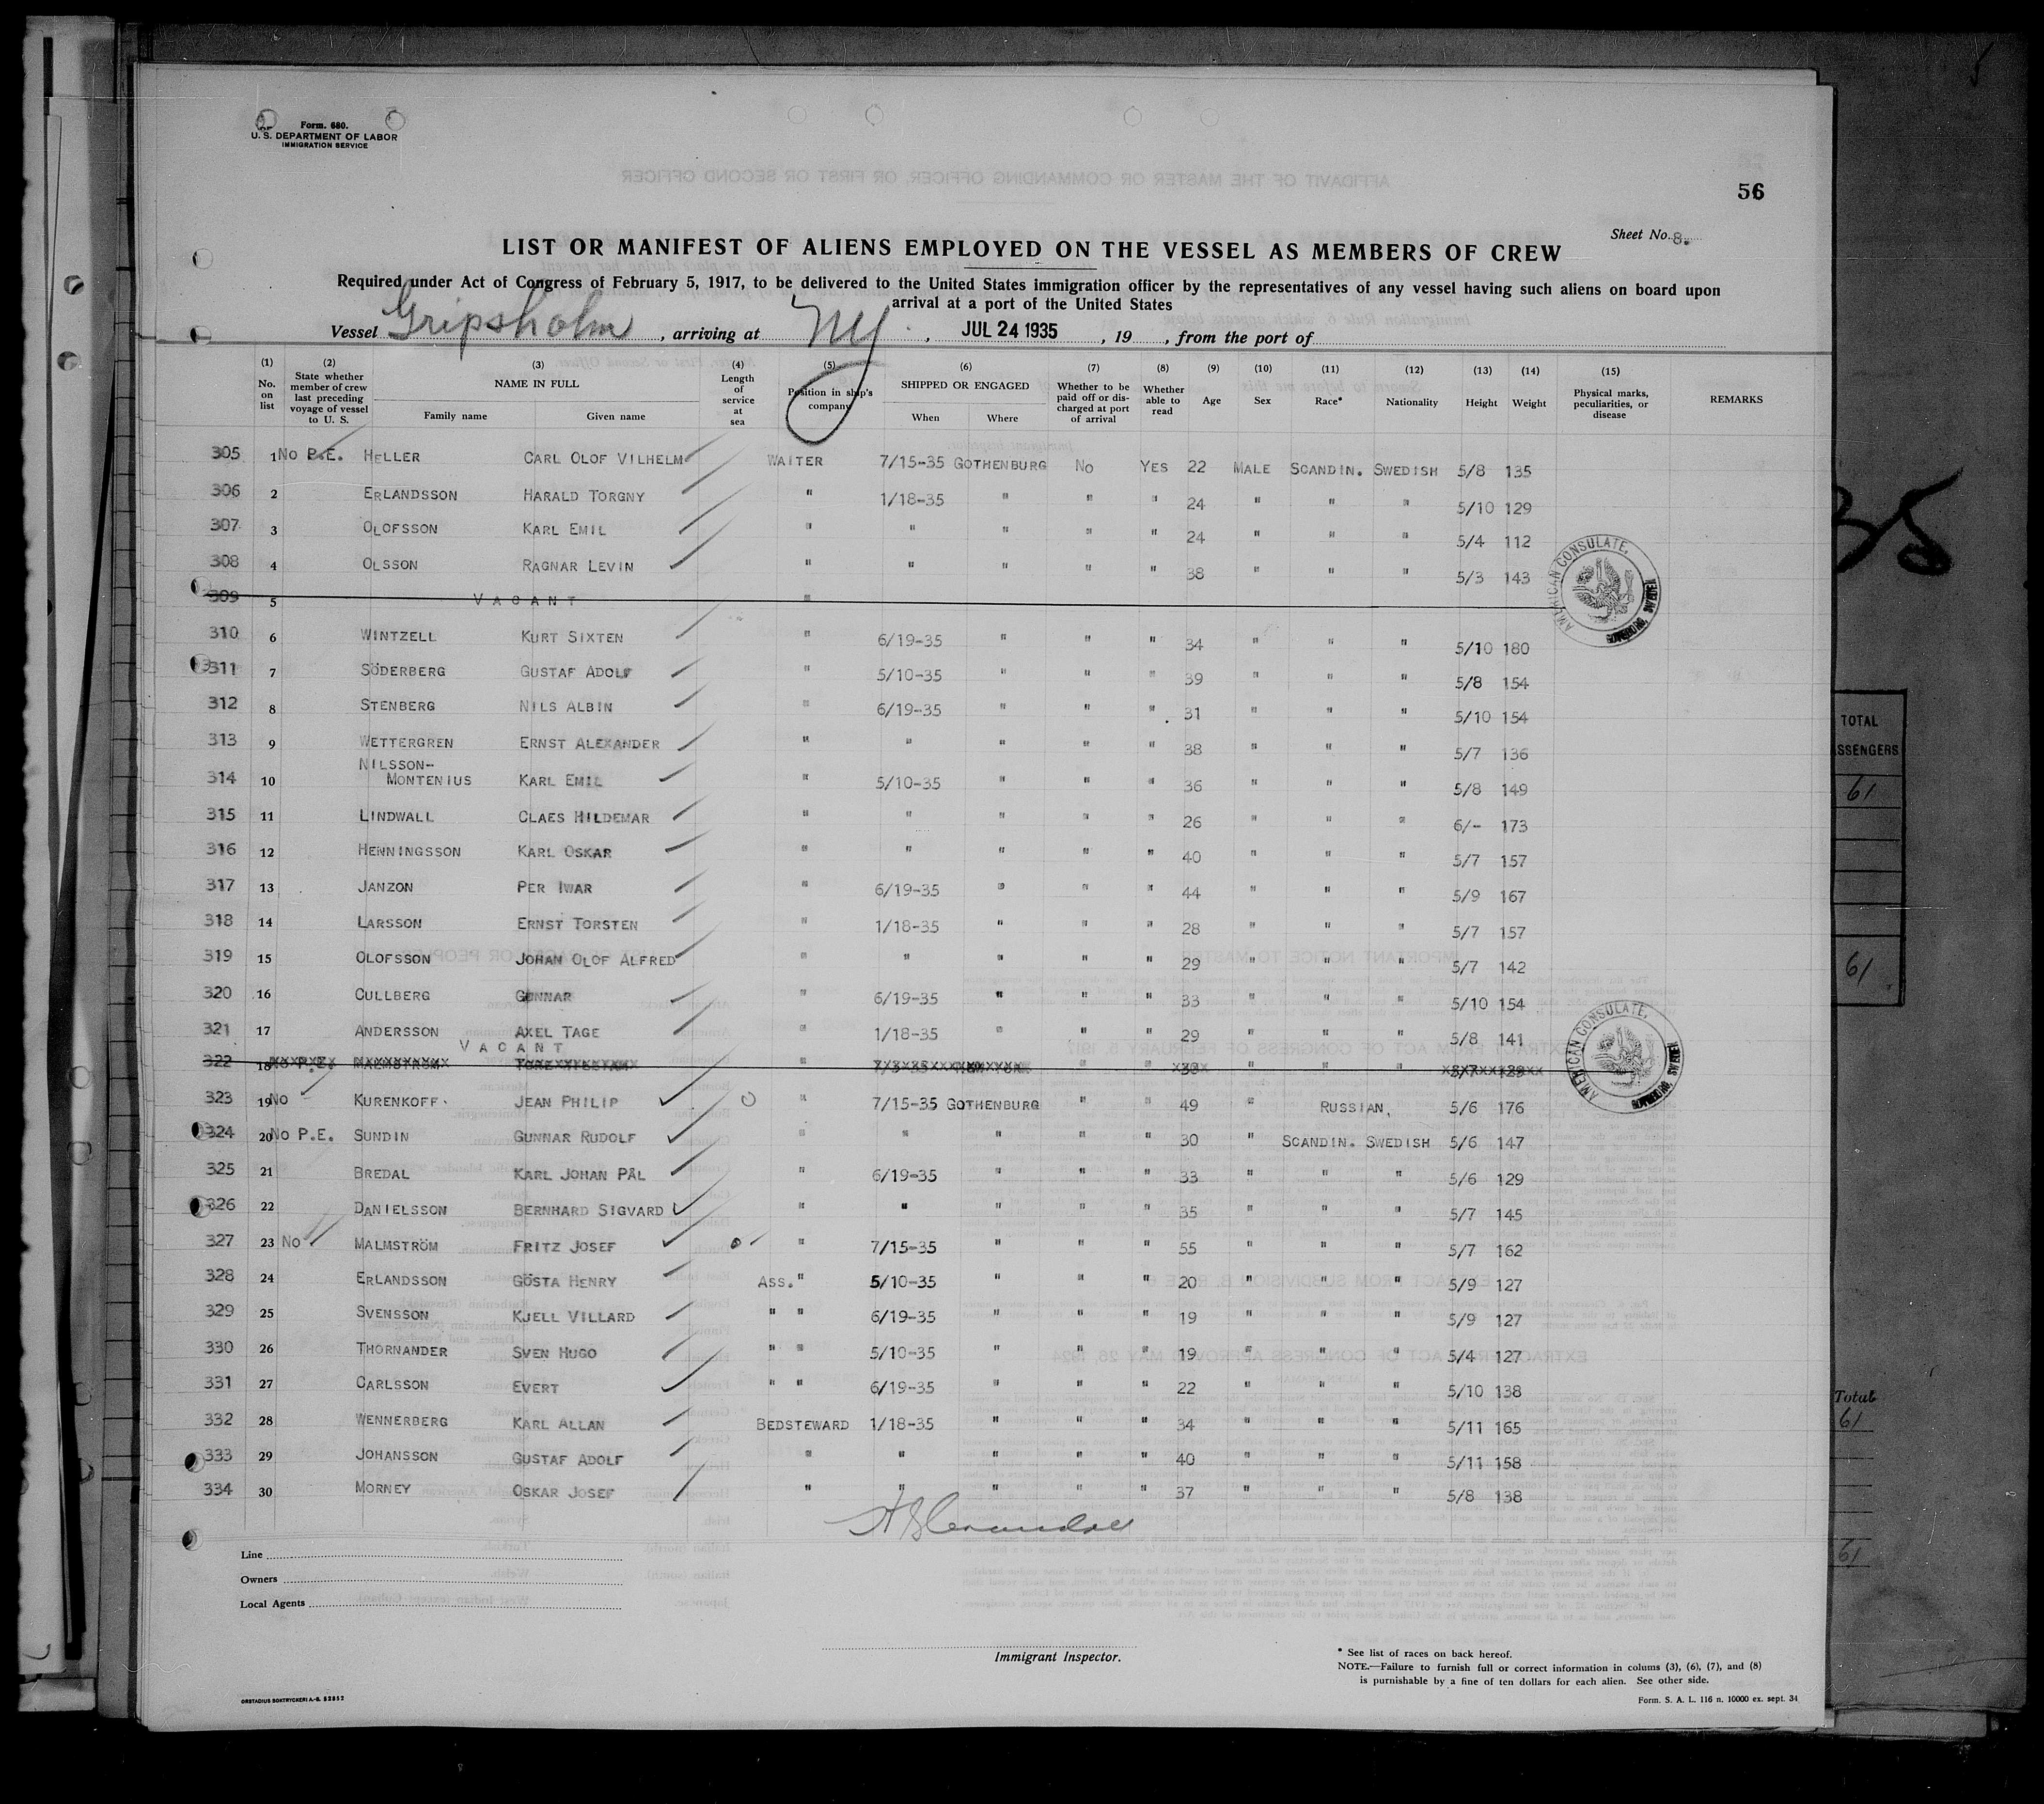 Form. 680.
U. S. DEPARTMENT OF LABOR
IMMIGRATION SERVICE
56
Sheet No. 8.
LIST OR MANIFEST OF ALIENS EMPLOYED ON THE VESSEL AS MEMBERS OF CREW
Required under Act of Congress of February 5, 1917, to be delivered to the United States immigration officer by the representatives of any vessel having such aliens on board upon
arrival at a port of the United States
Vessel Gripsholm, arriving at NY, JUL 24 1935, 19, from the port of
(1) No. on list (2) State whether member of crew last preceding voyage of vessel to U. S. (3) NAME IN FULL Family name Given name (4) Length of service at sea (5) Position in ship's company (6) SHIPPED OR ENGAGED When Where (7) Whether to be paid off or discharged at port of arrival (8) Whether able to read (9) Age (10) Sex (11) Race* (12) Nationality (13) Height (14) Weight (15) Physical marks, peculiarities, or disease REMARKS
305 1 No P.E. HELLER CARL OLOF VILHELM WAITER 7/15-35 GOTHENBURG No YES 22 MALE SCANDIN. SWEDISH 5/8 135
306 2 ERLANDSSON HARALD TORGNY " 1/18-35 " " " 24 " " " 5/10 129
307 3 OLOFSSON KARL EMIL " " " " " 24 " " " 5/4 112
308 4 OLSSON RAGNAR LEVIN " " " " " 38 " " " 5/3 143
309 5 VACANT "
310 6 WINTZELL KURT SIXTEN " 6/19-35 " " " 34 " " " 5/10 180
311 7 SÖDERBERG GUSTAF ADOLF " 5/10-35 " " " 39 " " " 5/8 154
312 8 STENBERG NILS ALBIN " 6/19-35 " " " 31 " " " 5/10 154
313 9 WETTERGREN ERNST ALEXANDER " " " " " 38 " " " 5/7 136
NILSSON-
314 10 MONTENIUS KARL EMIL " 5/10-35 " " " 36 " " " 5/8 149
315 11 LINDWALL CLAES HILDEMAR " " " " " 26 " " " 6/- 173
316 12 HENNINGSSON KARL OSKAR " " " " " 40 " " " 5/7 157
317 13 JANZON PER IWAR " 6/19-35 " " " 44 " " " 5/9 167
318 14 LARSSON ERNST TORSTEN " 1/18-35 " " " 28 " " " 5/7 157
319 15 OLOFSSON JOHAN OLOF ALFRED " " " " " 29 " " " 5/7 142
320 16 CULLBERG GUNNAR " 6/19-35 " " " 33 " " " 5/10 154
321 17 ANDERSSON AXEL TAGE " 1/18-35 " " " 29 " " " 5/8 141
VACANT
322 18 No P.E. MALMSTRÖM
323 19 No KURENKOFF. JEAN PHILIP " 7/15-35 GOTHENBURG " " 49 " RUSSIAN, 5/6 176
324 20 No P.E. SUNDIN GUNNAR RUDOLF " " " " " 30 " SCANDIN. SWEDISH 5/6 147
325 21 BREDAL KARL JOHAN PÅL " 6/19-35 " " " 33 " " " 5/6 129
326 22 DANIELSSON BERNHARD SIGVARD " " " " " 35 " " " 5/7 145
327 23 No MALMSTRÖM FRITZ JOSEF " 7/15-35 " " " 55 " " " 5/7 162
328 24 ERLANDSSON GÖSTA HENRY ASS. " 5/10-35 " " " 20 " " " 5/9 127
329 25 SVENSSON KJELL VILLARD " " 6/19-35 " " " 19 " " " 5/9 127
330 26 THORNANDER SVEN HUGO " " 5/10-35 " " " 19 " " " 5/4 127
331 27 CARLSSON EVERT " " 6/19-35 " " " 22 " " " 5/10 138
332 28 WENNERBERG KARL ALLAN BEDSTEWARD 1/18-35 " " " 34 " " " 5/11 165
333 29 JOHANSSON GUSTAF ADOLF " " " " " 40 " " " 5/11 158
334 30 MORNEY OSKAR JOSEF " " " " " 37 " " " 5/8 138
AMERICAN CONSULATE, SWEDEN
AMERICAN CONSULATE, SWEDEN
Line
Owners
Local Agents
Immigrant Inspector.
* See list of races on back hereof.
NOTE.—Failure to furnish full or correct information in colums (3), (6), (7), and (8)
is punishable by a fine of ten dollars for each alien. See other side.
Form. S. A. L. 116 n. 10000 ex. sept. 34
TOTAL
61
61
Total
61
61